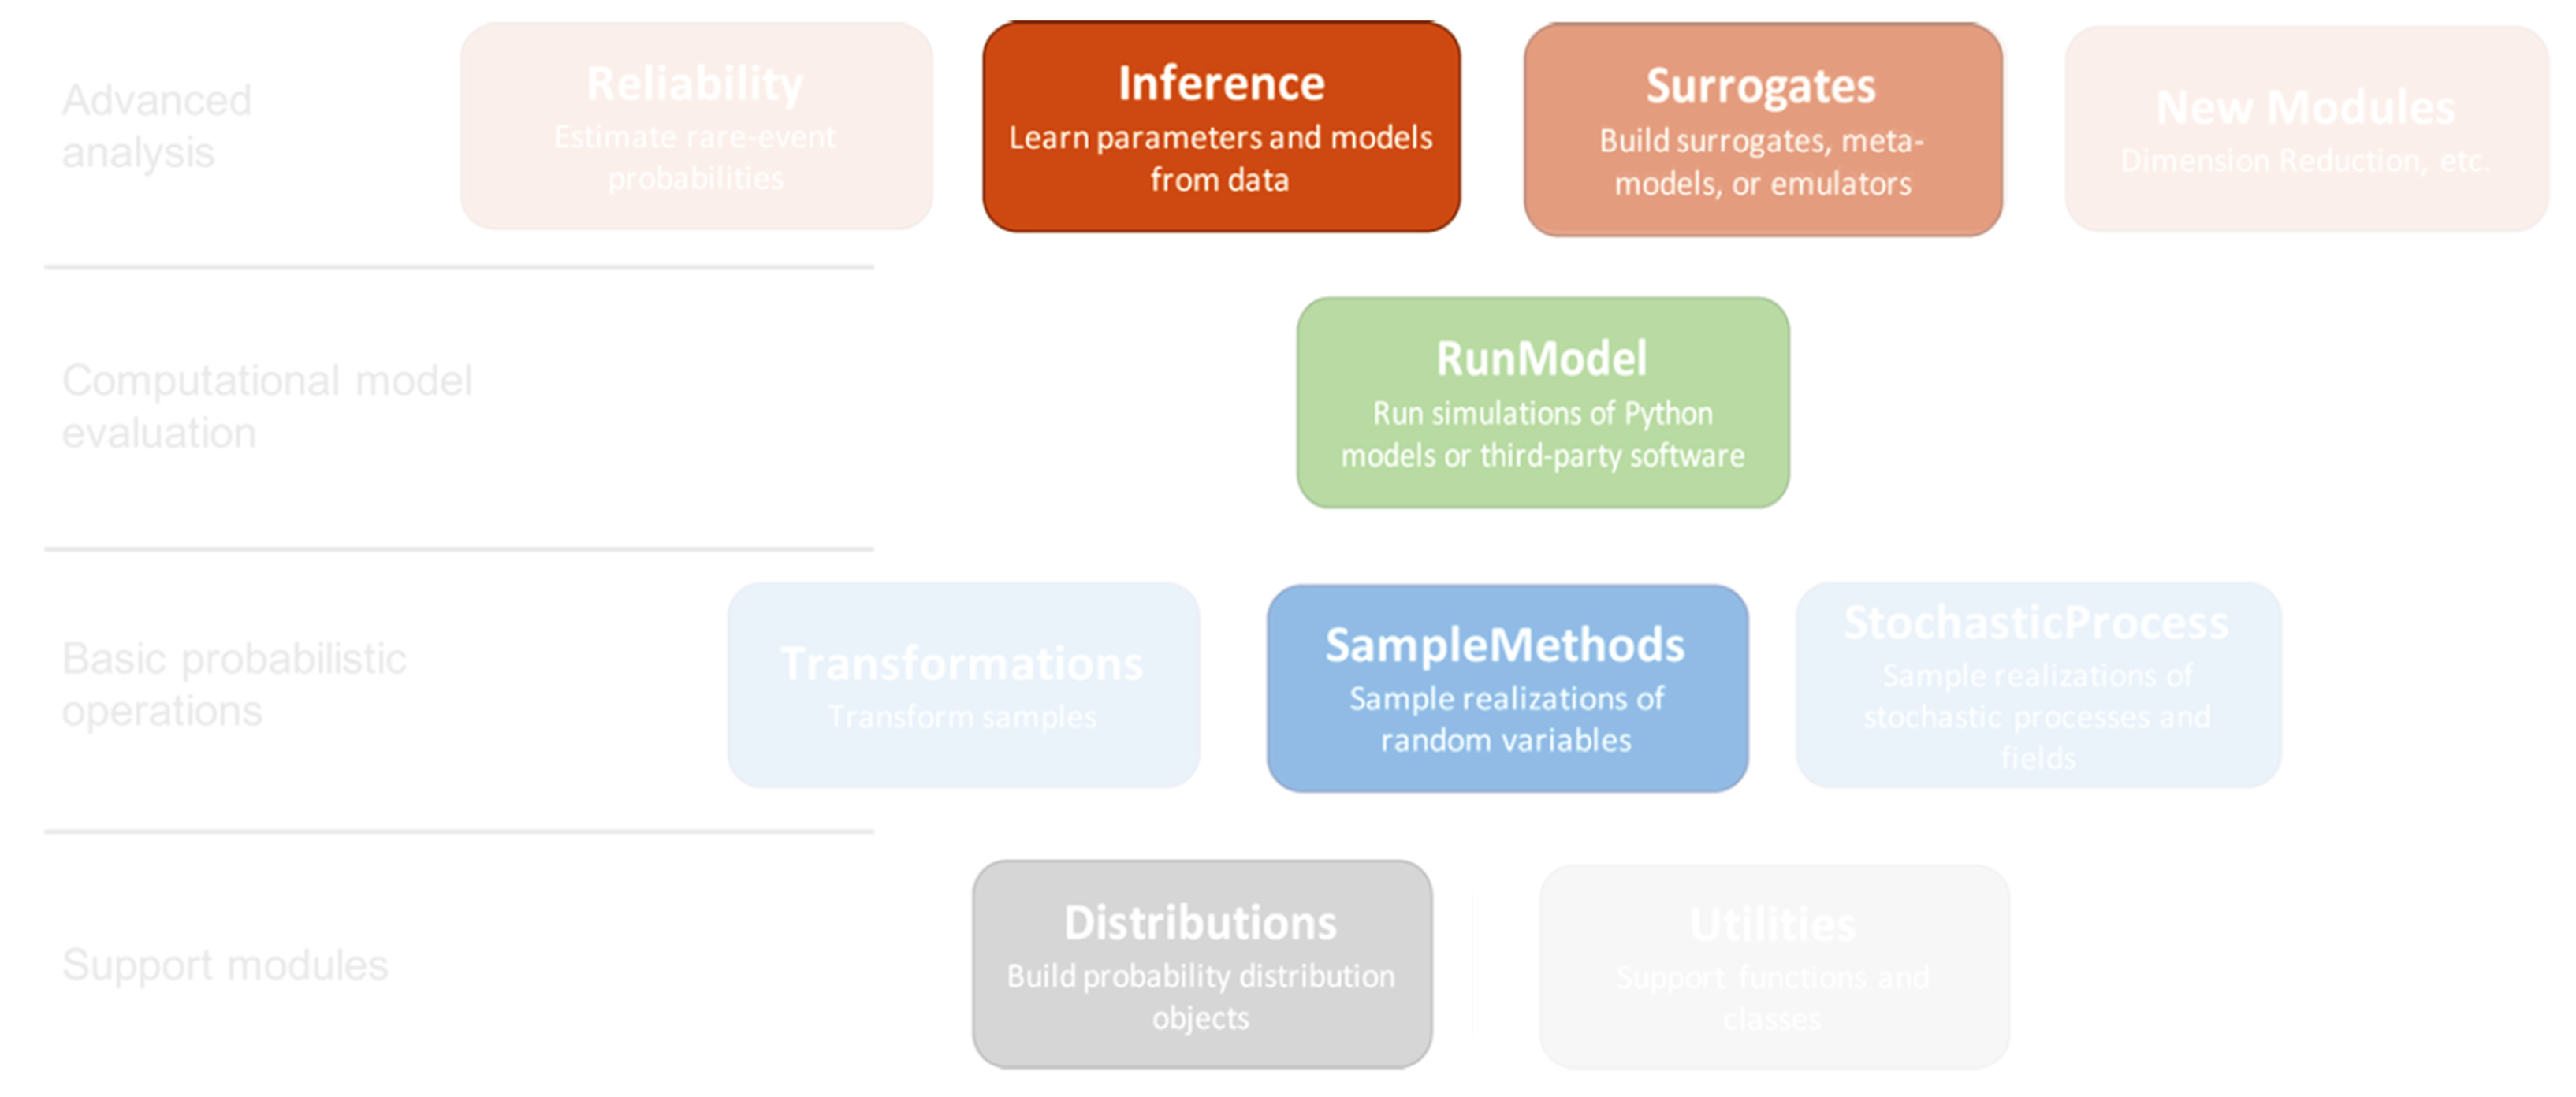 Advanced
analysis
Reliability
Estimate rare-event
probabilities
Inference
Learn parameters and models
from data
Surrogates
Build surrogates, meta-
models, or emulators
New Modules
Dimension Reduction, etc.
Computational model
evaluation
RunModel
Run simulations of Python
models or third-party software
Basic probabilistic
operations
Transformations
Transform samples
SampleMethods
Sample realizations of
random variables
StochasticProcess
Sample realizations of
stochastic processes and
fields
Support modules
Distributions
Build probability distribution
objects
Utilities
Support functions and
classes